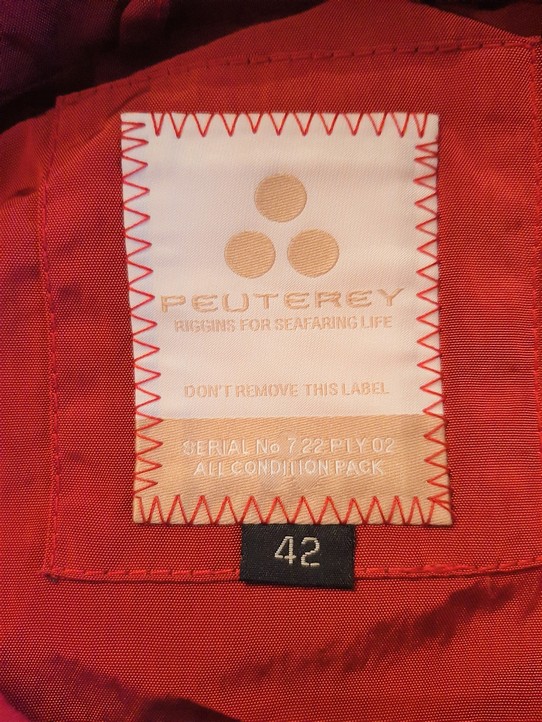 PEUTEREY
RIGGINS FOR SEAFARING LIFE
DON'T REMOVE THIS LABEL
SERIAL No 7 22 PTY 02
ALL CONDITION PACK
42